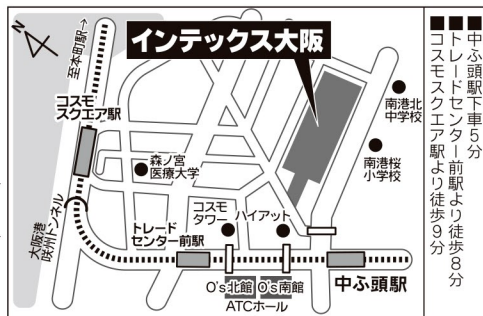 N
至本町駅→
インテックス大阪
コスモ
スクエア駅
森ノ宮
医療大学
南港北
中学校
南港桜
小学校
大阪港
咲州トンネル
トレード
センター前駅
コスモ
タワー
ハイアット
O's北館
O's南館
ATCホール
中ふ頭駅
■中ふ頭駅下車5分
■トレードセンター前駅より徒歩8分
■コスモスクエア駅より徒歩9分